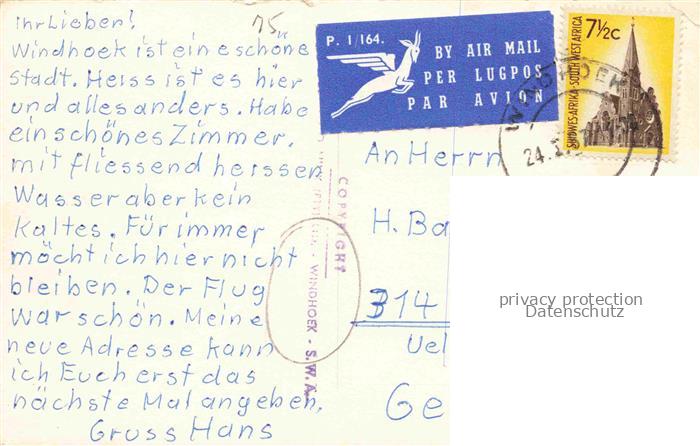 Ihr Lieben!
Windhoek ist eine schöne
Stadt. Heiss ist es hier
und alles anders. Habe
ein schönes Zimmer.
mit fliessend heissen
Wasser aber kein
kaltes. Für immer
möcht ich hier nicht
bleiben. Der Flug
war schön. Meine
neue Adresse kann
ich Euch erst das
nächste Mal angeben.
Gruss Hans
75
P. 1/164.
BY AIR MAIL
PER LUGPOS
PAR AVION
7½c
SUIDWES-AFRIKA · SOUTH WEST AFRICA
WINDHOEK
24.
An Herrn
H. Ba
314
Uel
Ge
COPYRIGHT
WINDHOEK - S.W.A.
privacy protection
Datenschutz